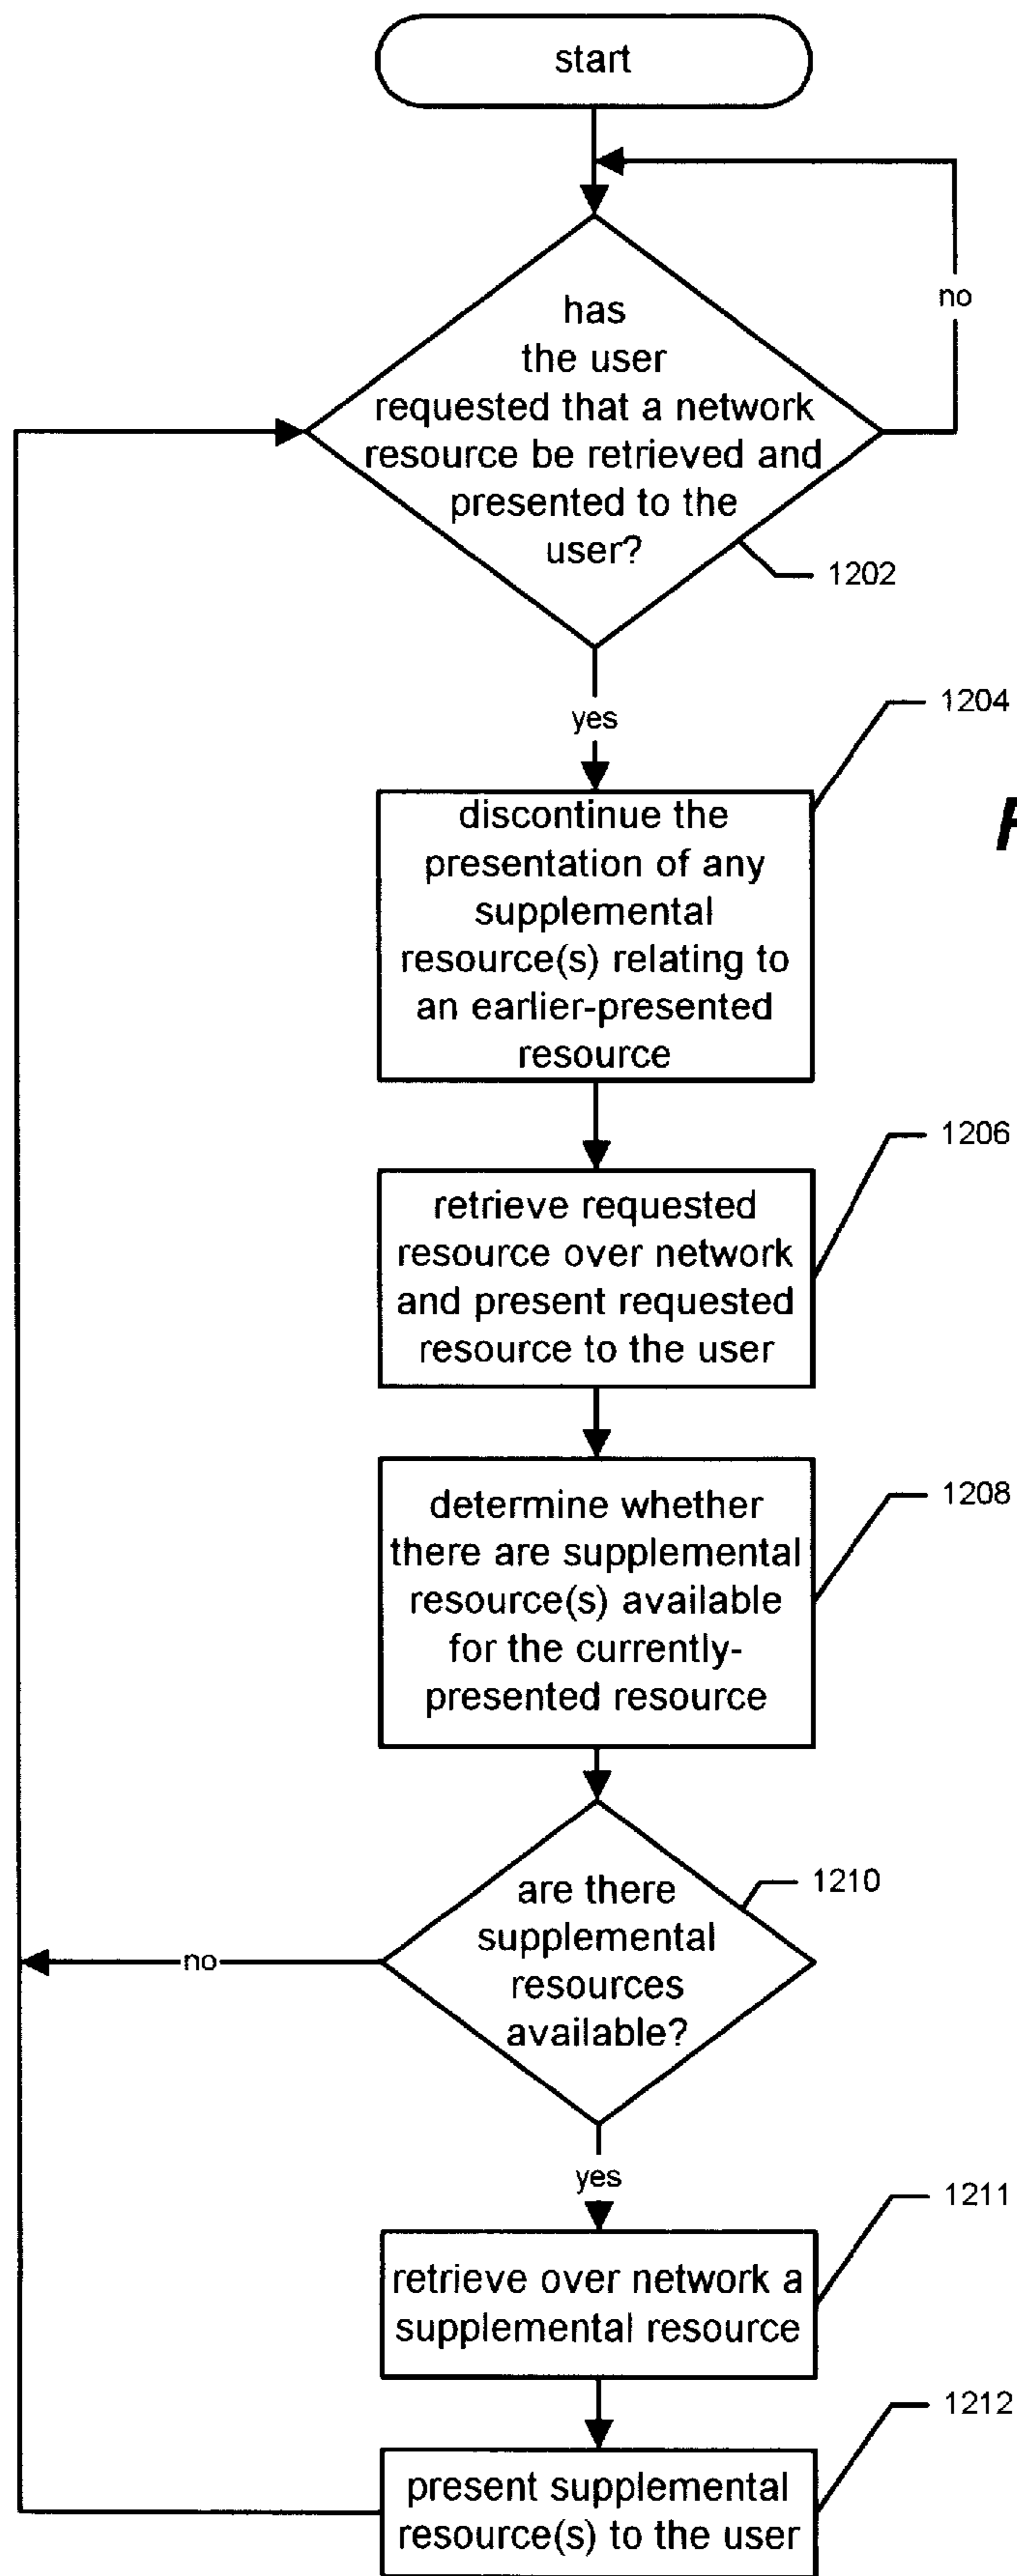 start
no
has
the user
requested that a network
resource be retrieved and
presented to the
user?
1202
yes
1204
discontinue the
presentation of any
supplemental
resource(s) relating to
an earlier-presented
resource
1206
retrieve requested
resource over network
and present requested
resource to the user
1208
determine whether
there are supplemental
resource(s) available
for the currently-
presented resource
1210
are there
supplemental
resources
available?
no
yes
1211
retrieve over network a
supplemental resource
1212
present supplemental
resource(s) to the user